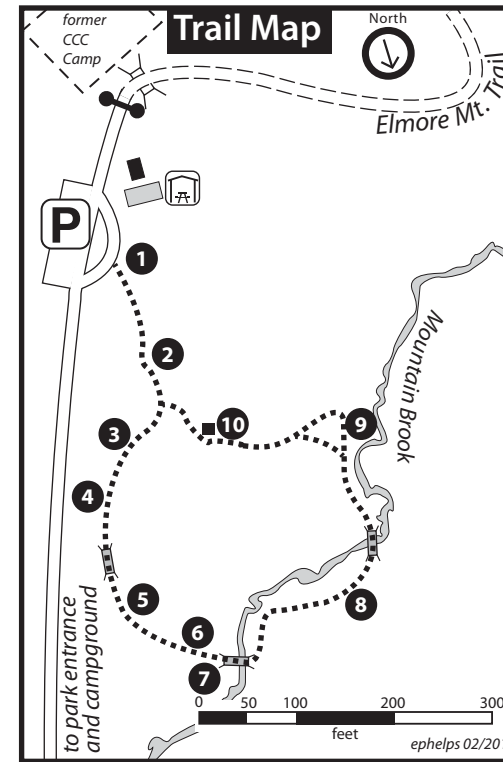 former
CCC
Camp
Trail Map
North
Elmore Mt. Trail
P
1
2
Mountain Brook
3
10
9
4
5
8
6
7
to park entrance
and campground
0 50 100 200 300
feet
ephelps 02/201